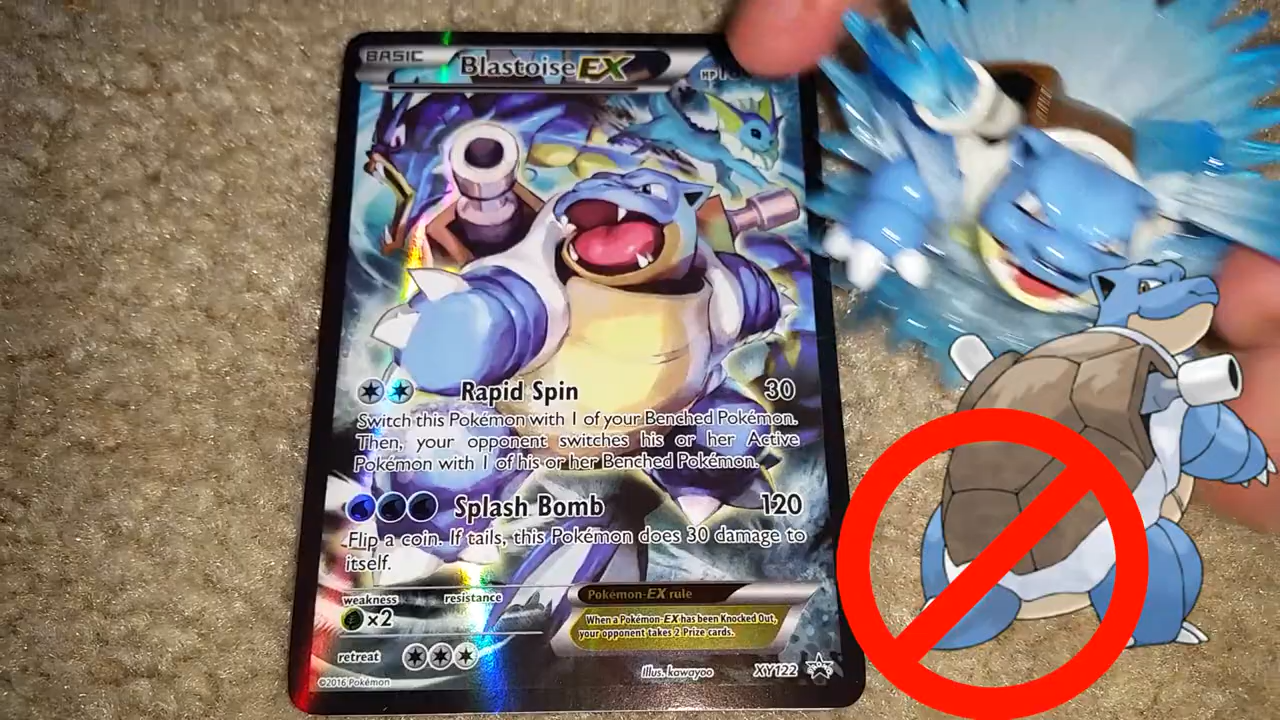 BASIC
Blastoise EX
HP
Rapid Spin 30
Switch this Pokémon with 1 of your Benched Pokémon.
Then, your opponent switches his or her Active
Pokémon with 1 of his or her Benched Pokémon.
Splash Bomb 120
Flip a coin. If tails, this Pokémon does 30 damage to
itself.
weakness resistance
×2
retreat
Pokémon-EX rule
When a Pokémon-EX has been Knocked Out,
your opponent takes 2 Prize cards.
Illus. kawayoo XY122
©2016 Pokémon